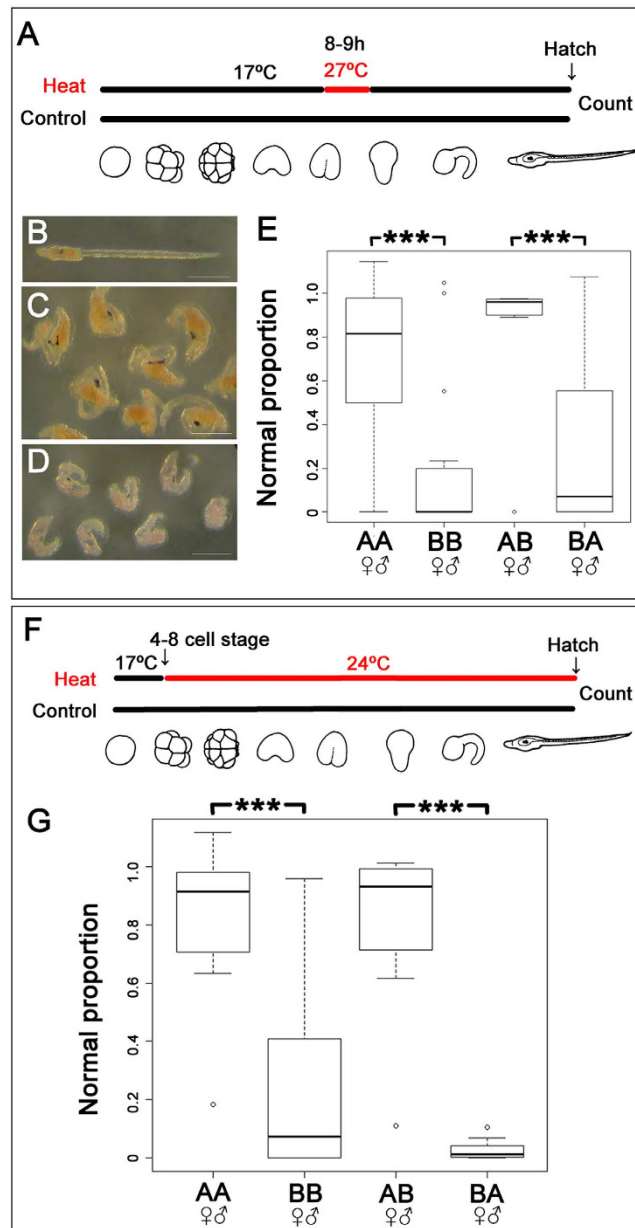 A
8-9h
17ºC 27ºC
Hatch
Heat
↓
Count
Control
B
C
D
E
*** ***
Normal proportion
1.0
0.8
0.6
0.4
0.2
0
AA BB AB BA
♀♂ ♀♂ ♀♂ ♀♂
F
4-8 cell stage
Hatch
17ºC ↓ 24ºC ↓
Heat
Count
Control
G
*** ***
Normal proportion
1.0
0.8
0.6
0.4
0.2
0
AA BB AB BA
♀♂ ♀♂ ♀♂ ♀♂